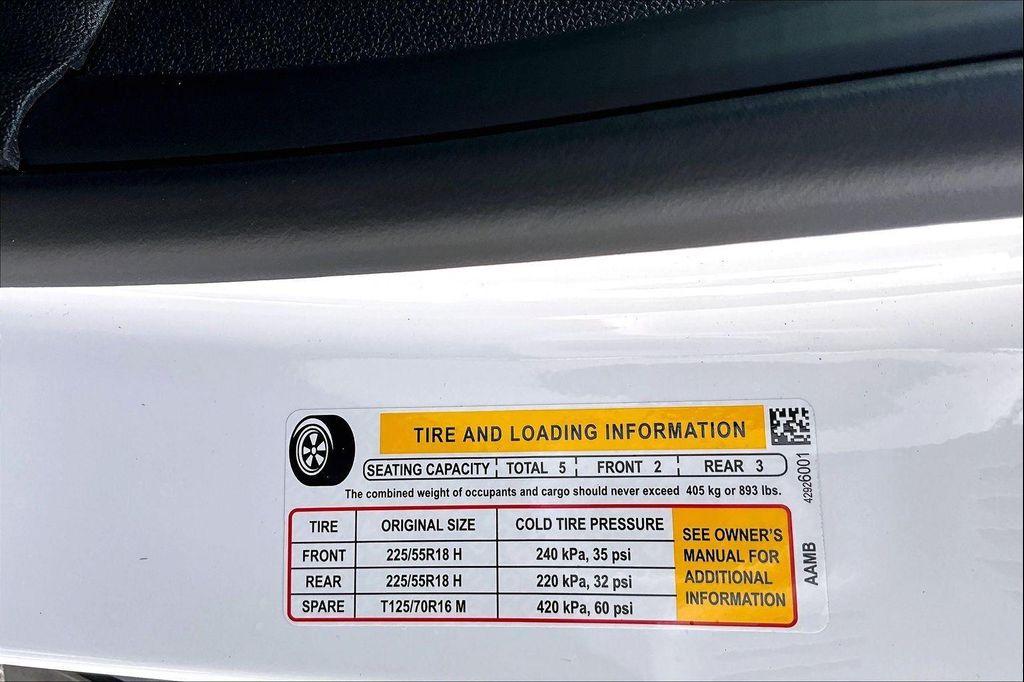 TIRE AND LOADING INFORMATION
SEATING CAPACITY TOTAL 5 FRONT 2 REAR 3
The combined weight of occupants and cargo should never exceed 405 kg or 893 lbs.
TIRE ORIGINAL SIZE COLD TIRE PRESSURE
FRONT 225/55R18 H 240 kPa, 35 psi
REAR 225/55R18 H 220 kPa, 32 psi
SPARE T125/70R16 M 420 kPa, 60 psi
SEE OWNER'S
MANUAL FOR
ADDITIONAL
INFORMATION
42926001
AAMB